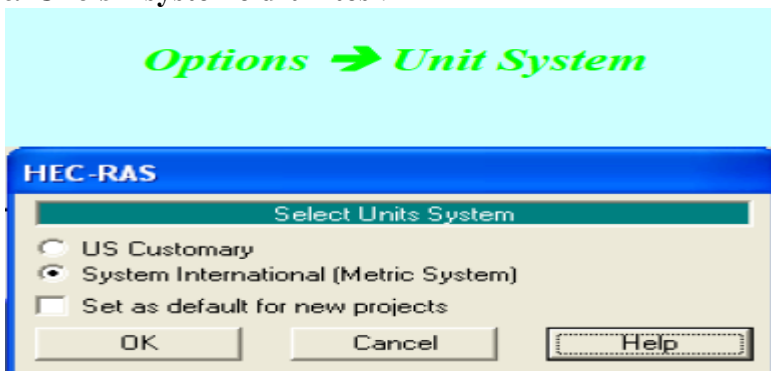 Options → Unit System
HEC-RAS
Select Units System
US Customary
System International (Metric System)
Set as default for new projects
OK Cancel Help